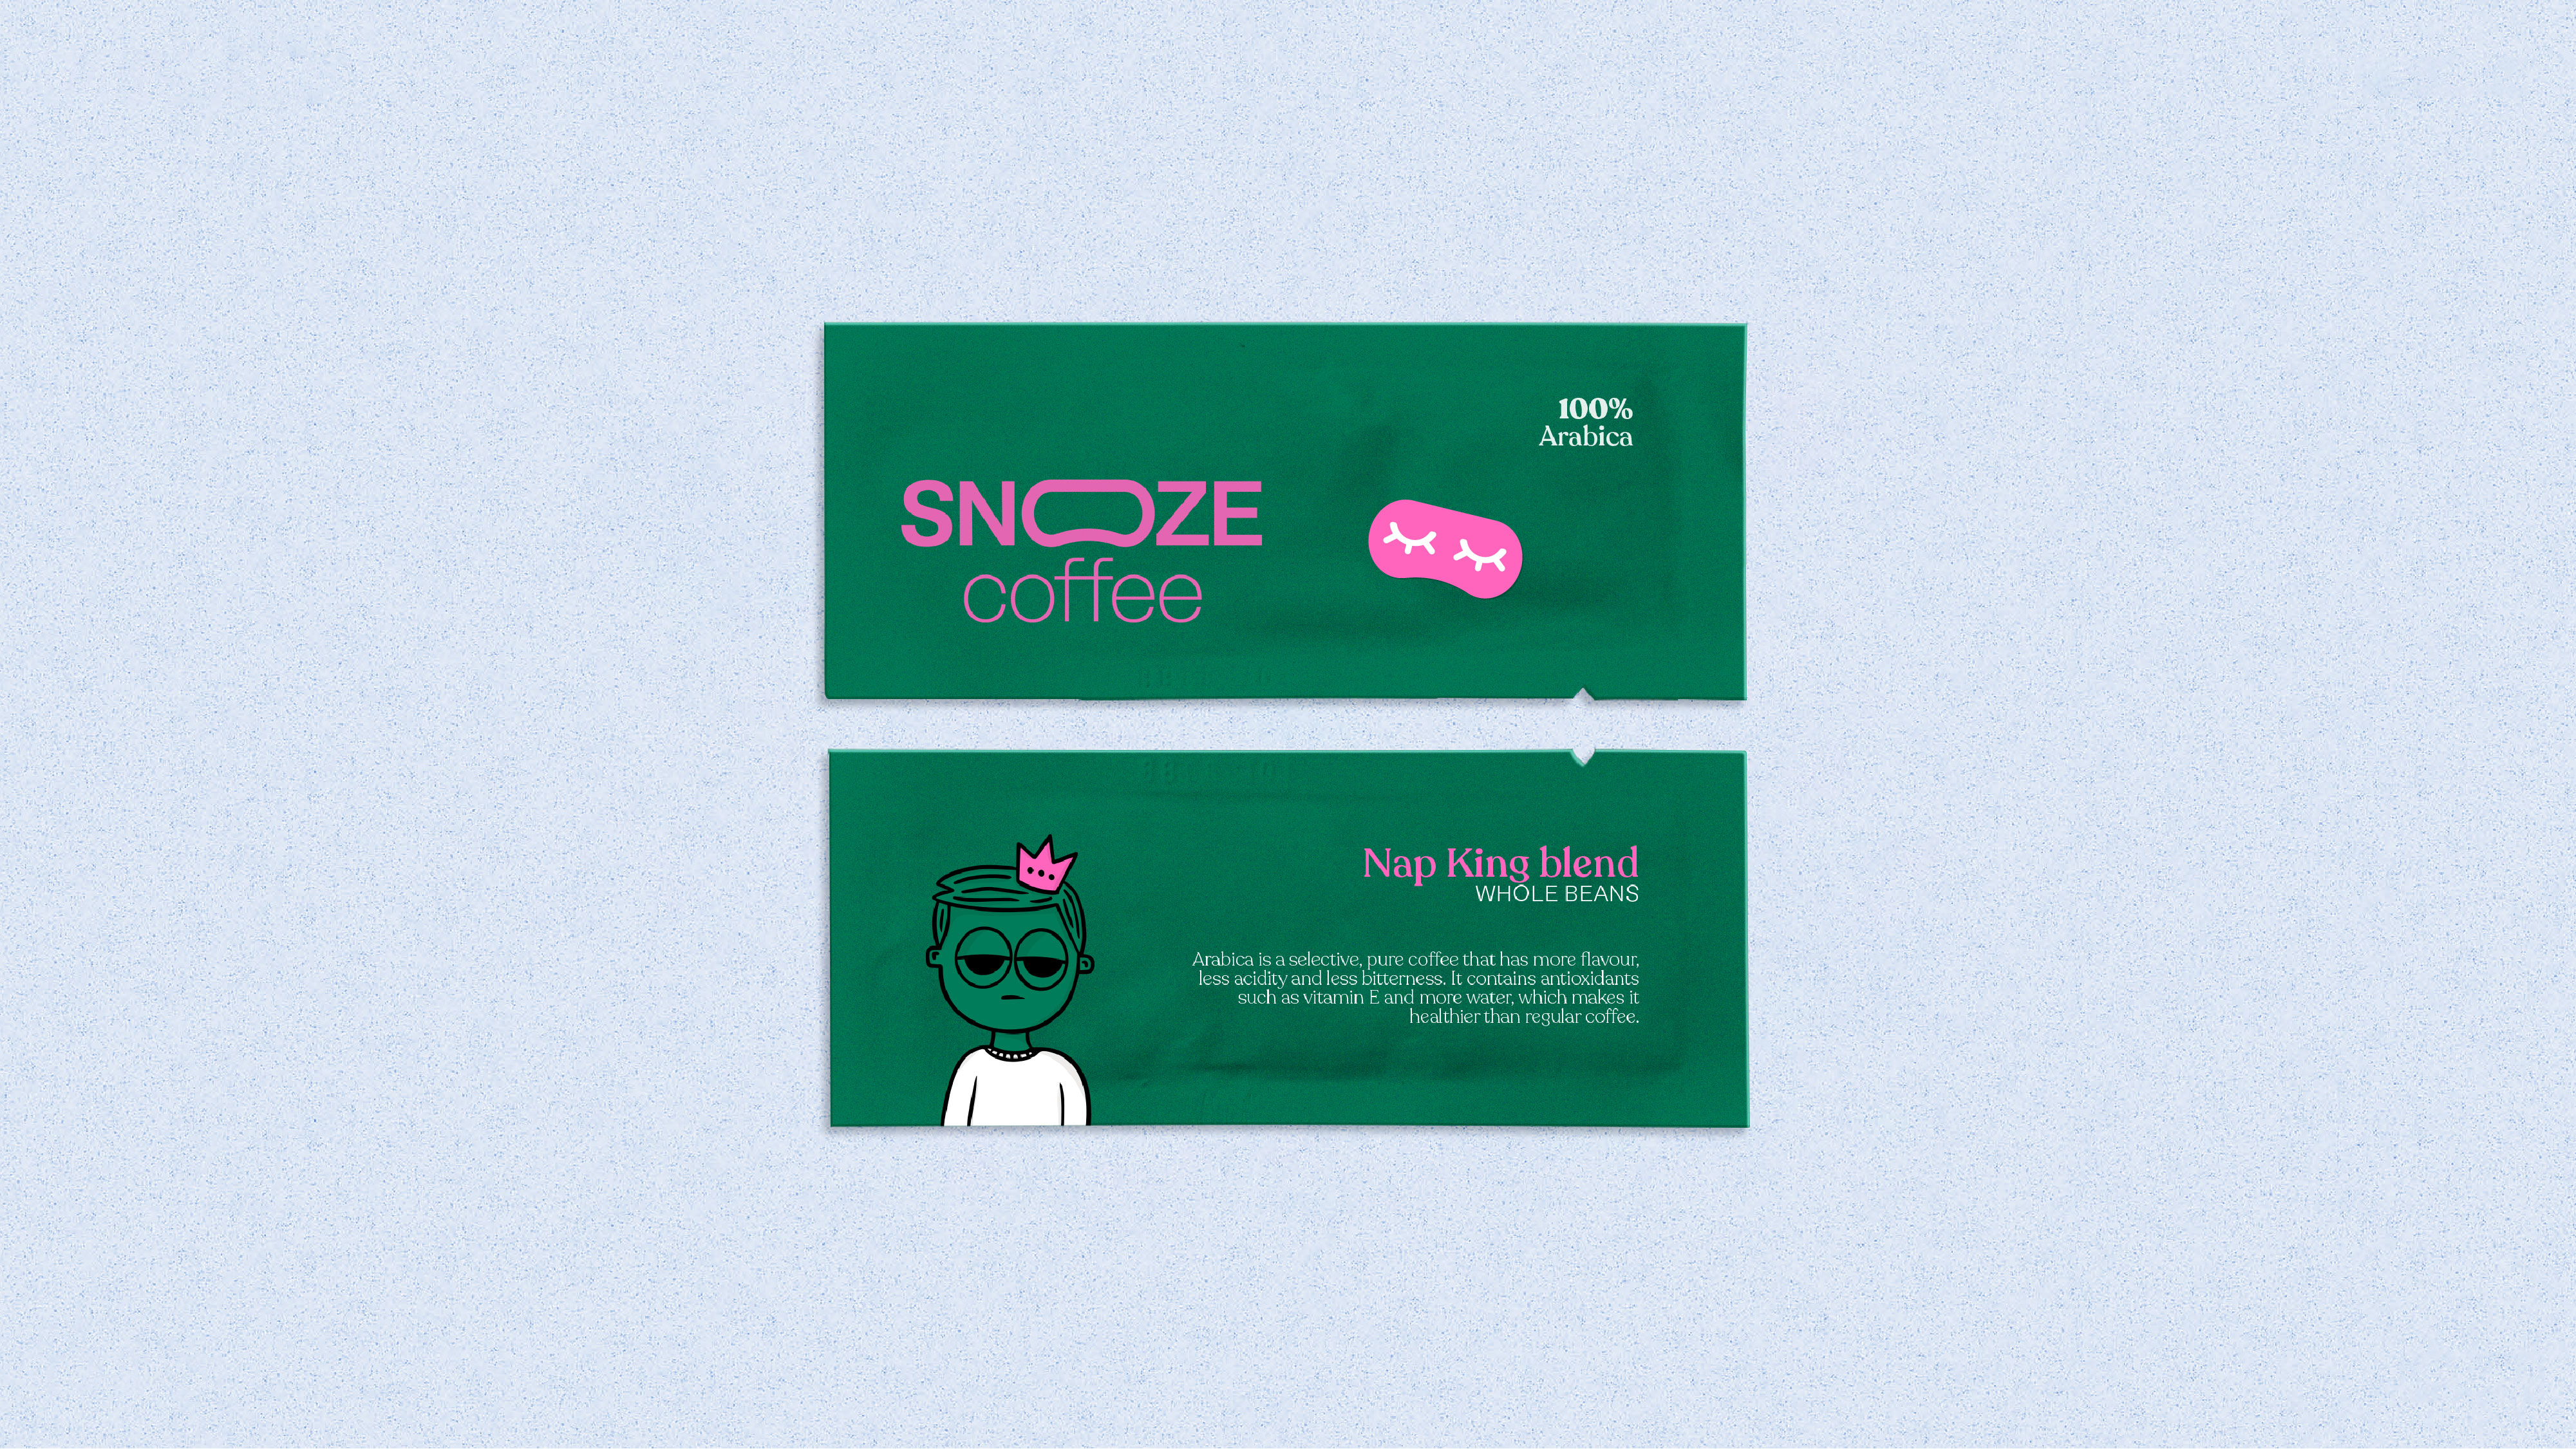 100%
Arabica
SNOOZE
coffee
Nap King blend
WHOLE BEANS
Arabica is a selective, pure coffee that has more flavour,
less acidity and less bitterness. It contains antioxidants
such as vitamin E and more water, which makes it
healthier than regular coffee.